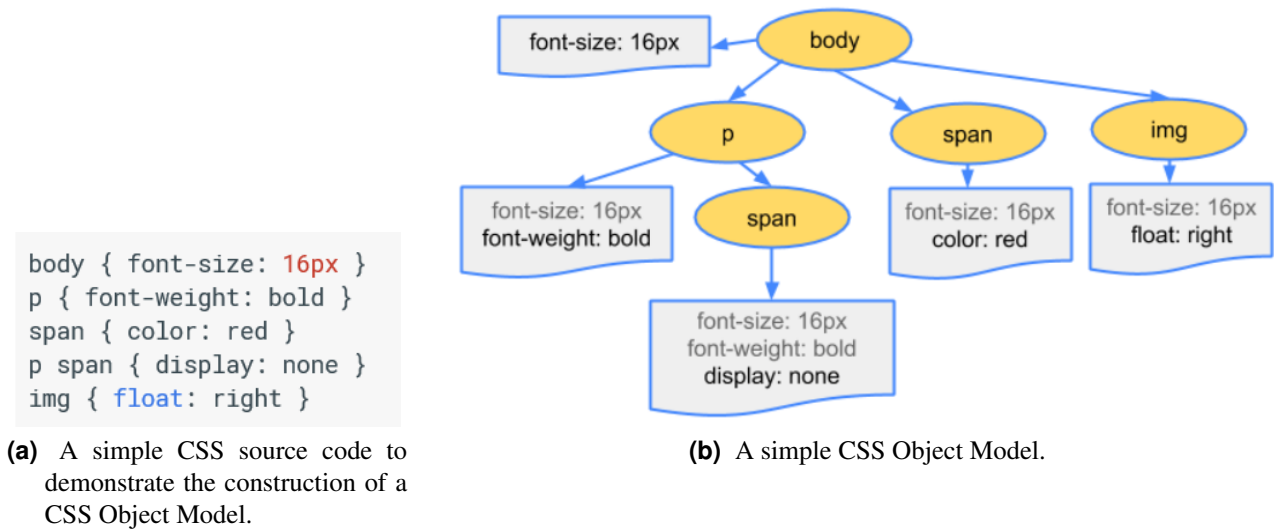 body { font-size: 16px }
p { font-weight: bold }
span { color: red }
p span { display: none }
img { float: right }
(a) A simple CSS source code to
demonstrate the construction of a
CSS Object Model.
font-size: 16px
body
p
span
img
font-size: 16px
font-weight: bold
span
font-size: 16px
color: red
font-size: 16px
float: right
font-size: 16px
font-weight: bold
display: none
(b) A simple CSS Object Model.